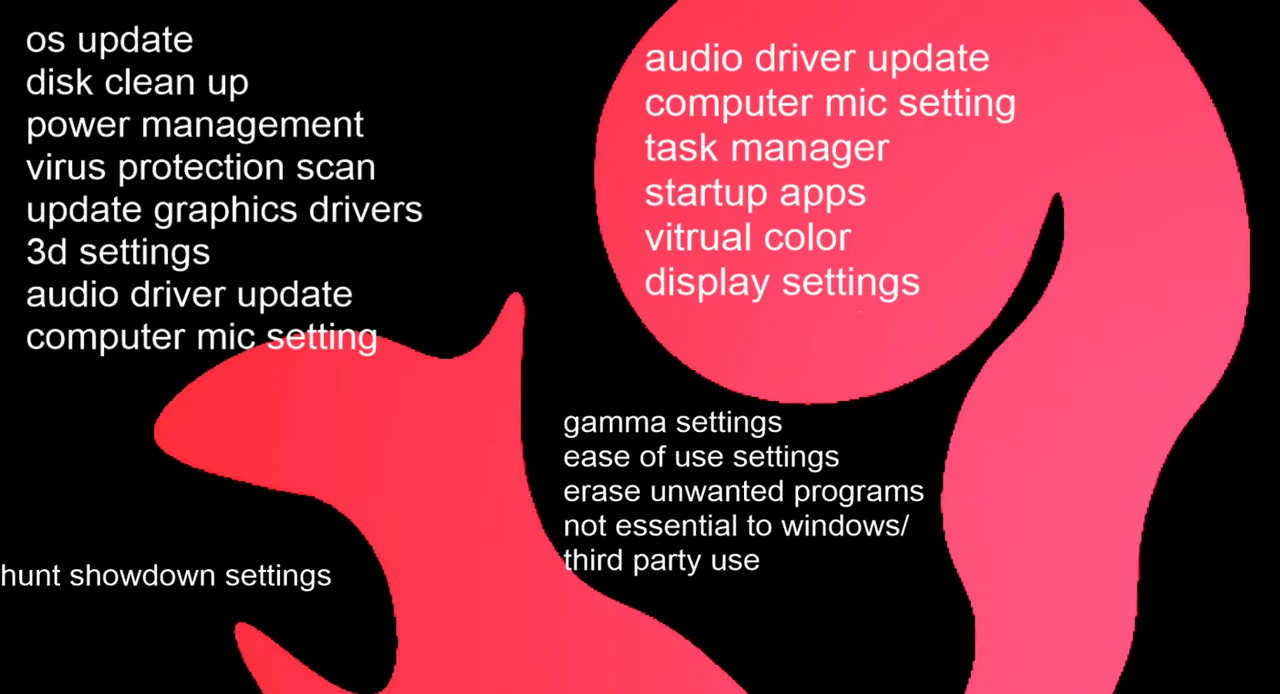 os update
disk clean up
power management
virus protection scan
update graphics drivers
3d settings
audio driver update
computer mic setting
audio driver update
computer mic setting
task manager
startup apps
vitrual color
display settings
gamma settings
ease of use settings
erase unwanted programs
not essential to windows/
third party use
hunt showdown settings